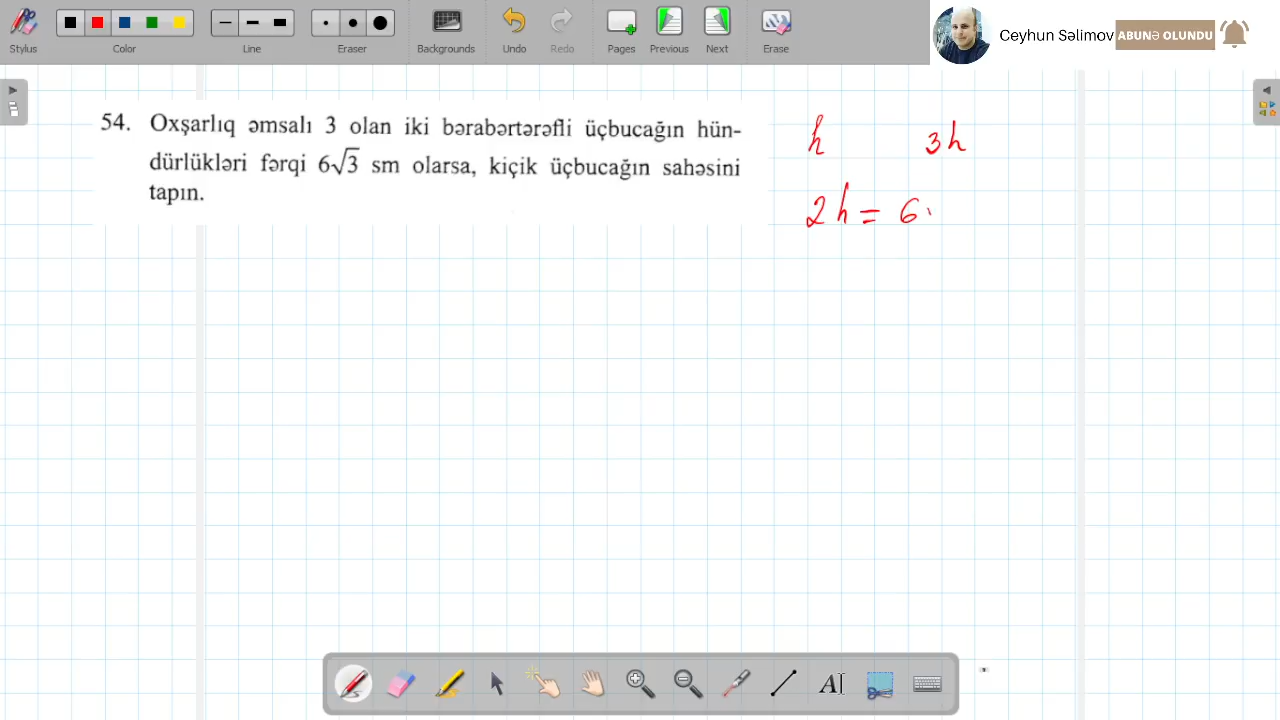 Stylus
Color
Line
Eraser
Backgrounds
Undo
Redo
Pages
Previous
Next
Erase
Ceyhun Səlimov
ABUNƏ OLUNDU
54. Oxşarlıq əmsalı 3 olan iki bərabərtərəfli üçbucağın hün-
dürlükləri fərqi 6√3 sm olarsa, kiçik üçbucağın sahəsini
tapın.
h 3h
2h = 6